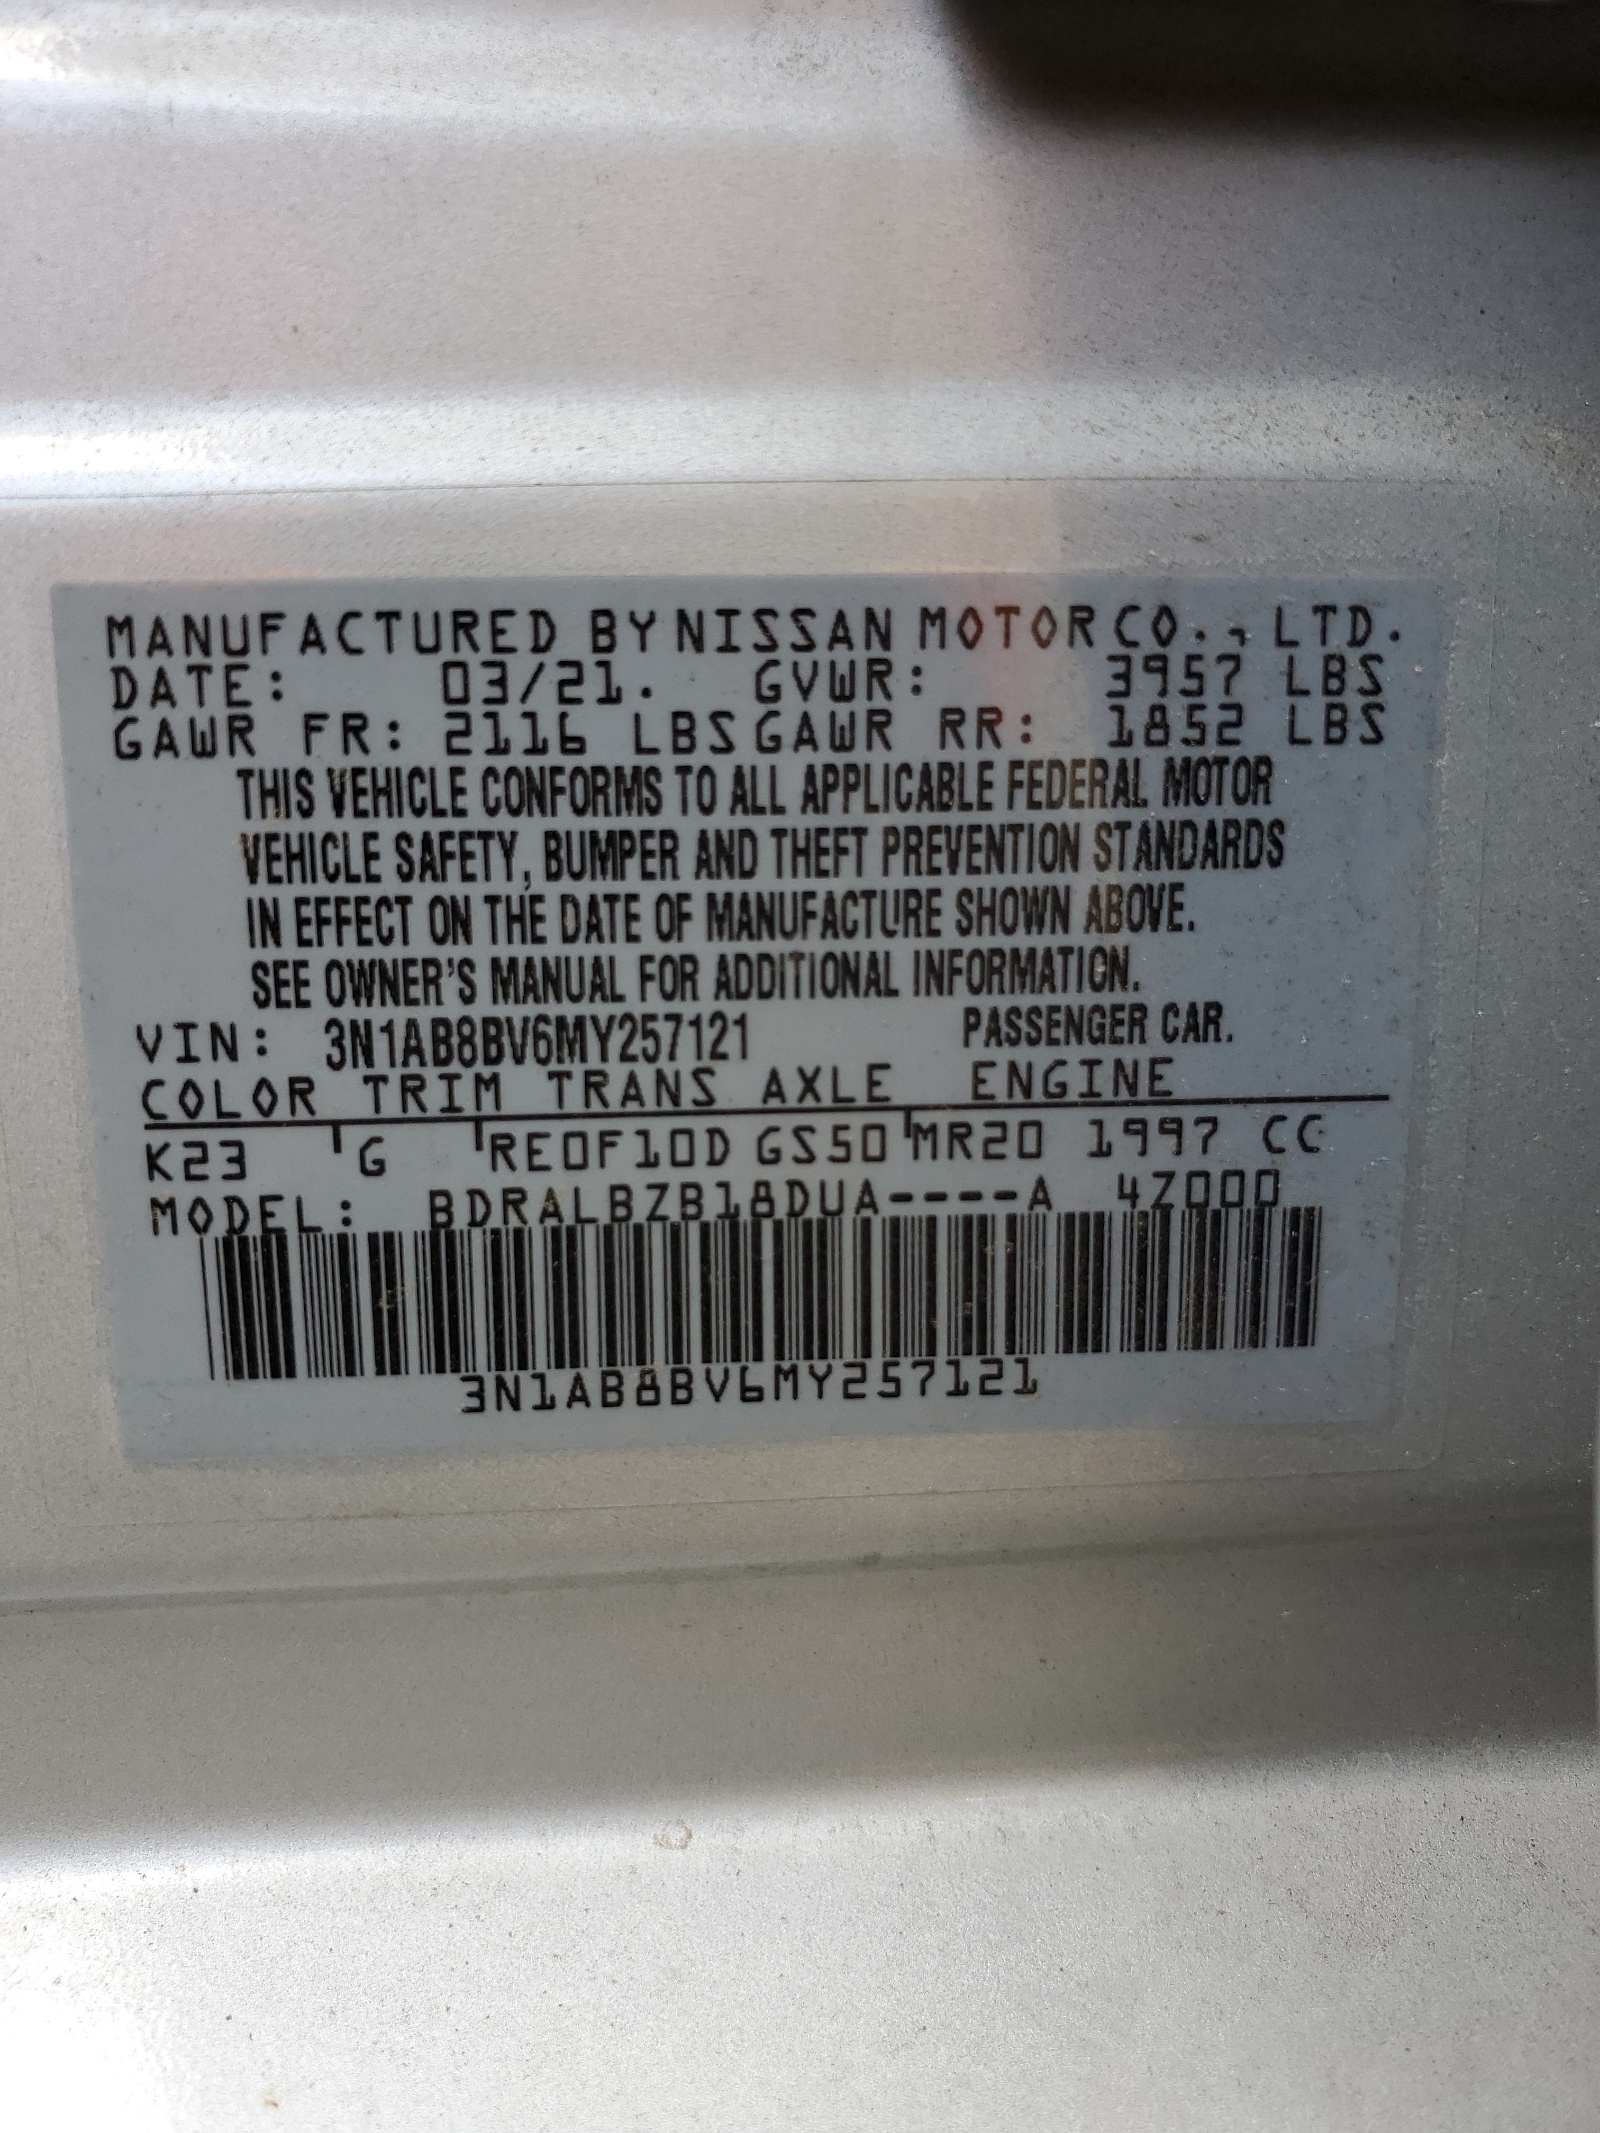 MANUFACTURED BY NISSAN MOTOR CO., LTD.
DATE: 03/21. GVWR: 3957 LBS
GAWR FR: 2116 LBS GAWR RR: 1852 LBS
THIS VEHICLE CONFORMS TO ALL APPLICABLE FEDERAL MOTOR
VEHICLE SAFETY, BUMPER AND THEFT PREVENTION STANDARDS
IN EFFECT ON THE DATE OF MANUFACTURE SHOWN ABOVE.
SEE OWNER'S MANUAL FOR ADDITIONAL INFORMATION.
VIN: 3N1AB8BV6MY257121 PASSENGER CAR.
COLOR TRIM TRANS AXLE ENGINE
K23 G RE0F10D GS50 MR20 1997 CC
MODEL: BDRALBZB18DUA----A 4Z000
3N1AB8BV6MY257121